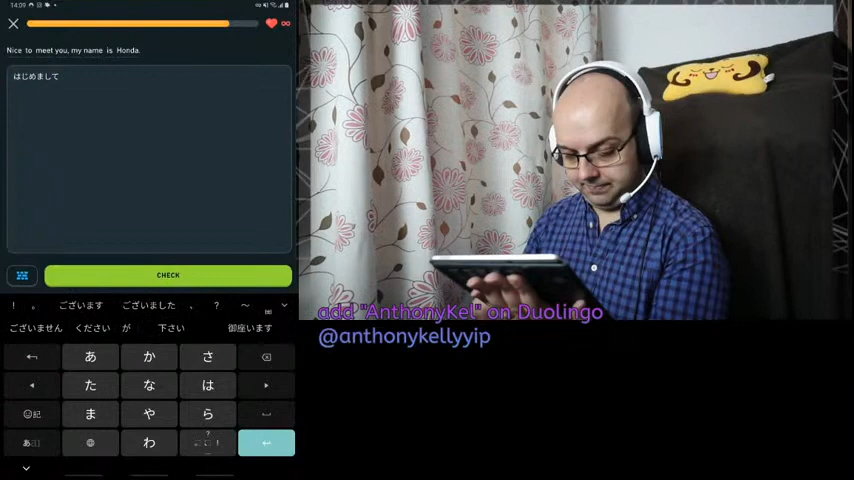 14:09
Nice to meet you, my name is Honda.
はじめまして
CHECK
! 。 ございます ございました 、 ? ～
ございません ください が 下さい 御座います
あ か さ
た な は
ま や ら
記
あ わ 、。?!
add "AnthonyKel" on Duolingo
@anthonykellyyip